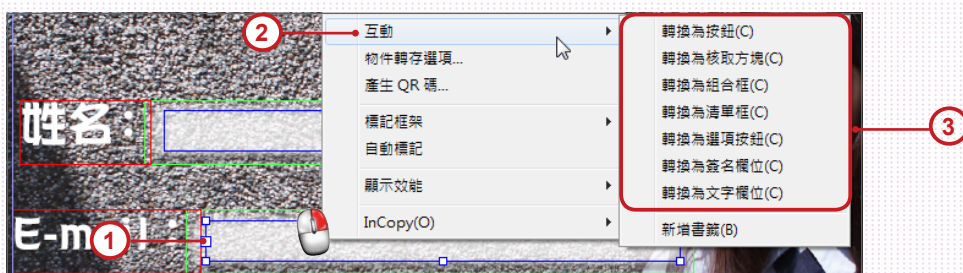 2
互動
物件轉存選項...
產生 QR 碼...
標記框架
自動標記
顯示效能
InCopy(O)
轉換為按鈕(C)
轉換為核取方塊(C)
轉換為組合框(C)
轉換為清單框(C)
轉換為選項按鈕(C)
轉換為簽名欄位(C)
轉換為文字欄位(C)
新增書籤(B)
3
姓名：
E-mail：
1